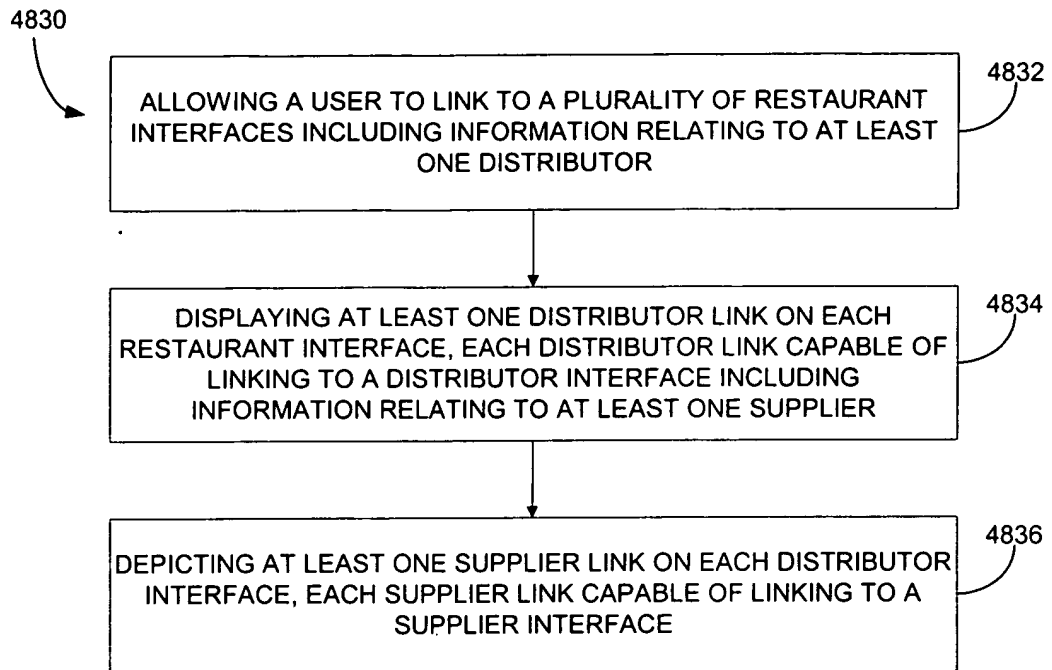 4830
4832
ALLOWING A USER TO LINK TO A PLURALITY OF RESTAURANT
INTERFACES INCLUDING INFORMATION RELATING TO AT LEAST
ONE DISTRIBUTOR
4834
DISPLAYING AT LEAST ONE DISTRIBUTOR LINK ON EACH
RESTAURANT INTERFACE, EACH DISTRIBUTOR LINK CAPABLE OF
LINKING TO A DISTRIBUTOR INTERFACE INCLUDING
INFORMATION RELATING TO AT LEAST ONE SUPPLIER
4836
DEPICTING AT LEAST ONE SUPPLIER LINK ON EACH DISTRIBUTOR
INTERFACE, EACH SUPPLIER LINK CAPABLE OF LINKING TO A
SUPPLIER INTERFACE